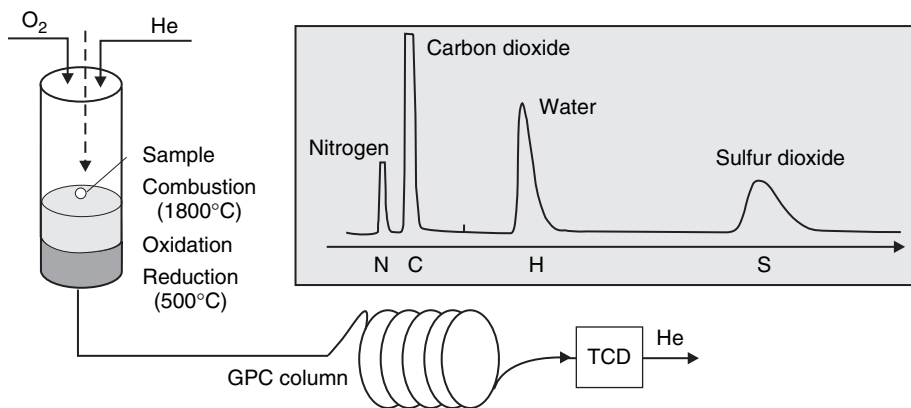 O2
He
Sample
Combustion
(1800°C)
Oxidation
Reduction
(500°C)
Carbon dioxide
Water
Nitrogen
Sulfur dioxide
N
C
H
S
GPC column
TCD
He